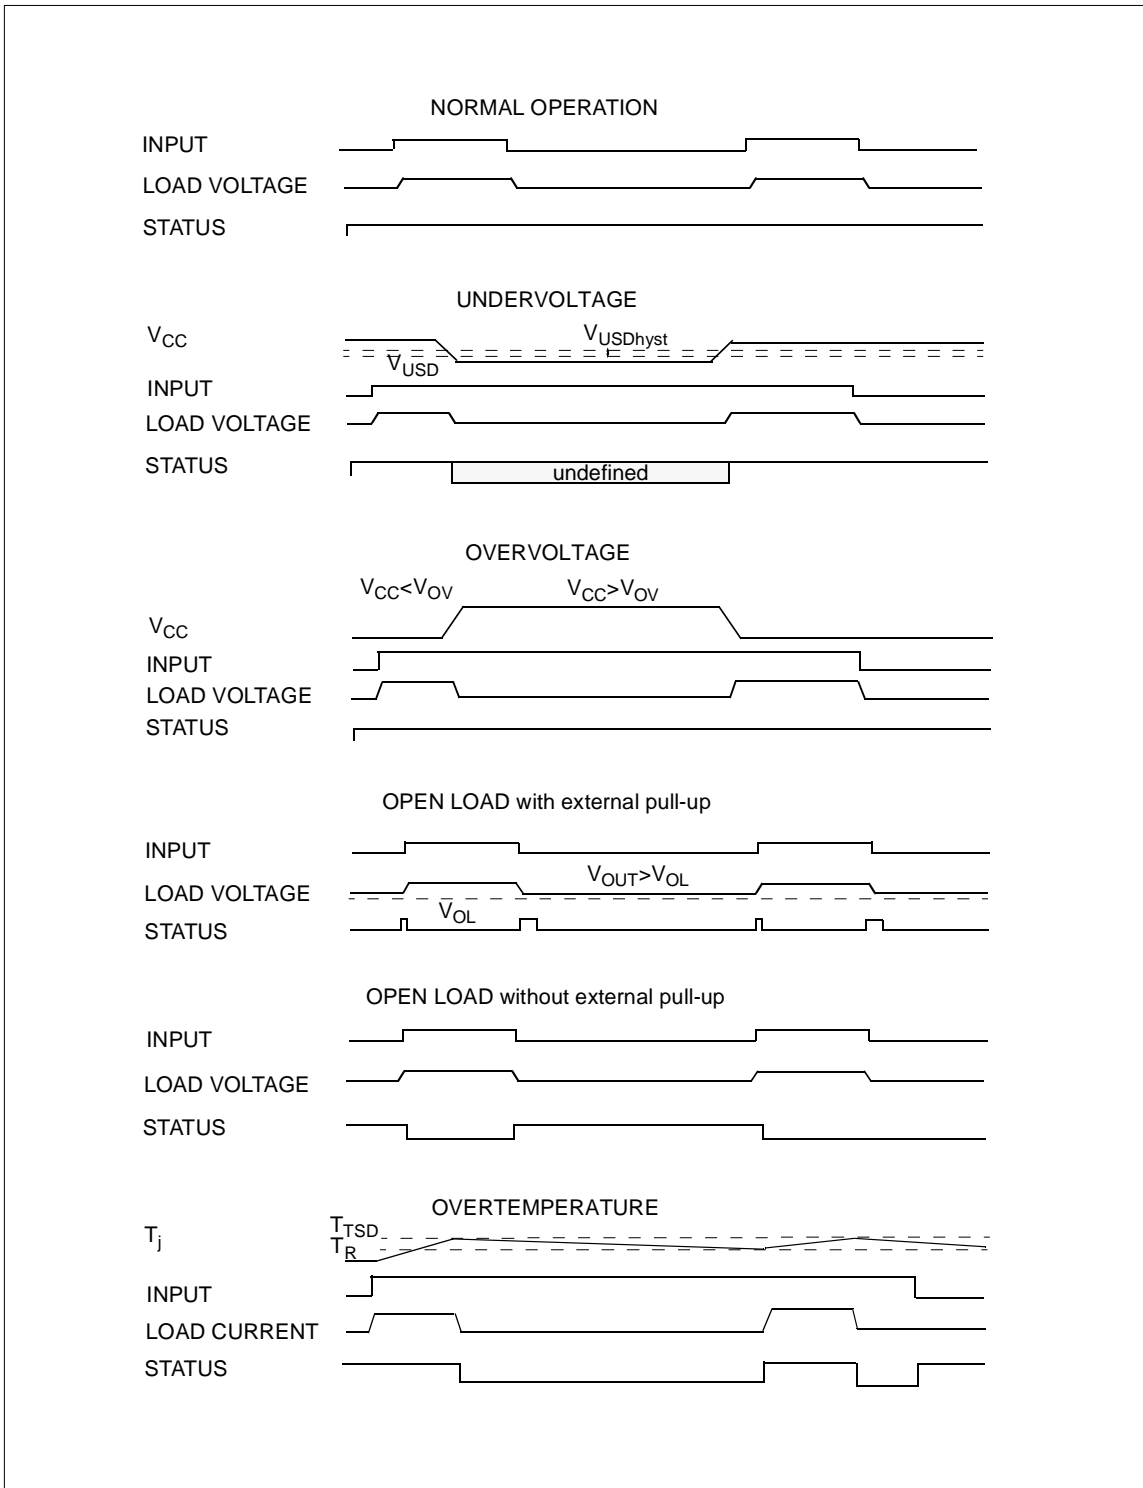 NORMAL OPERATION
INPUT
LOAD VOLTAGE
STATUS
UNDERVOLTAGE
VCC
VUSDhyst
VUSD
INPUT
LOAD VOLTAGE
STATUS
undefined
OVERVOLTAGE
VCC<VOV
VCC>VOV
VCC
INPUT
LOAD VOLTAGE
STATUS
OPEN LOAD with external pull-up
INPUT
VOUT>VOL
LOAD VOLTAGE
VOL
STATUS
OPEN LOAD without external pull-up
INPUT
LOAD VOLTAGE
STATUS
OVERTEMPERATURE
TTSD
Tj
TR
INPUT
LOAD CURRENT
STATUS